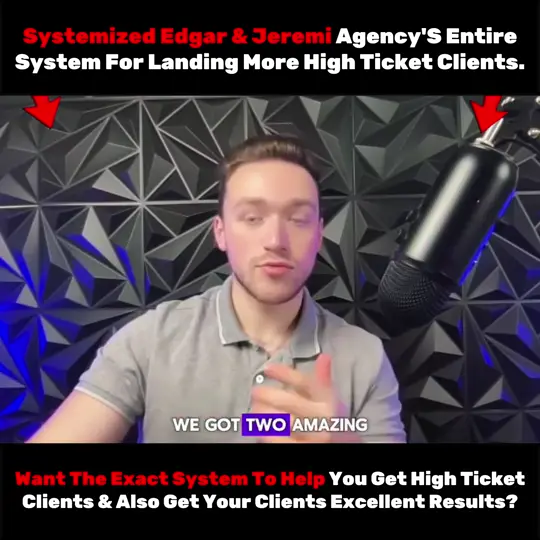 Systemized Edgar & Jeremi Agency'S Entire
System For Landing More High Ticket Clients.
WE GOT TWO AMAZING
Want The Exact System To Help You Get High Ticket
Clients & Also Get Your Clients Excellent Results?